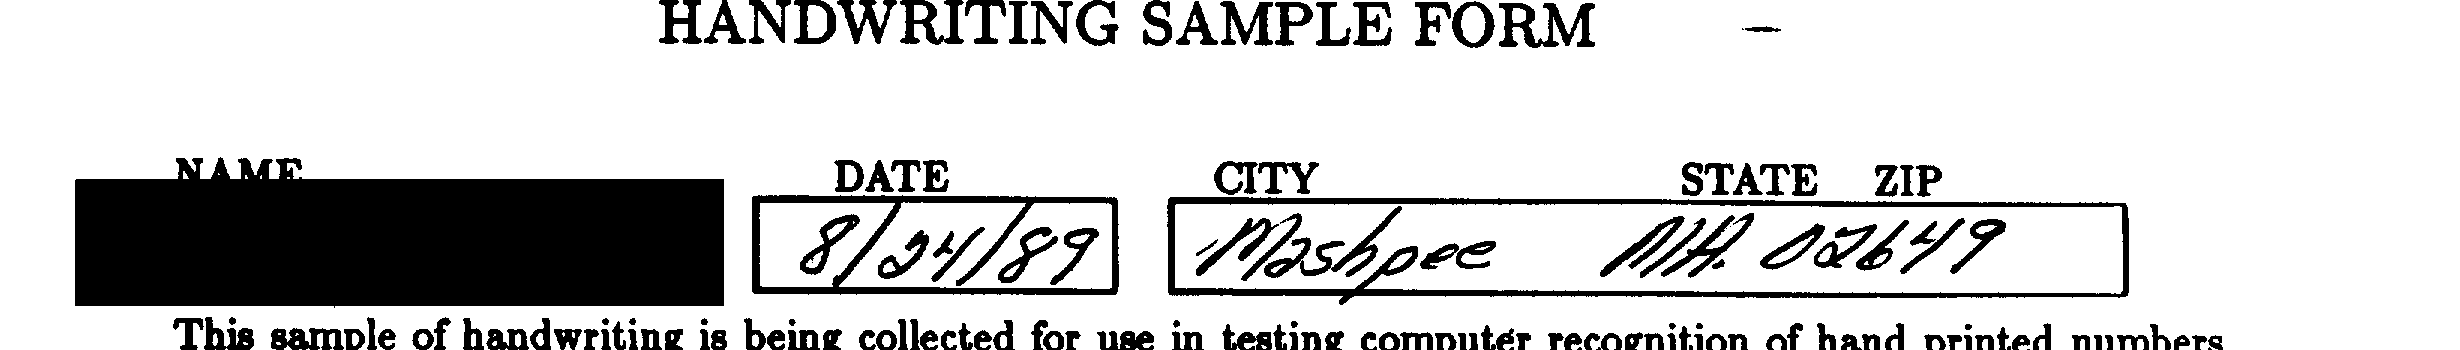 HANDWRITING SAMPLE FORM
NAME DATE CITY STATE ZIP
8/24/89 Mashpee MA. 02649
This sample of handwriting is being collected for use in testing computer recognition of hand printed numbers